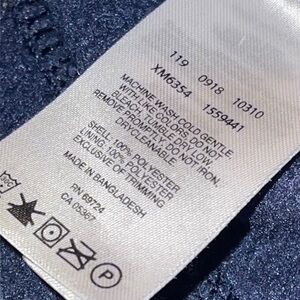 119 0918 10310
XM6354 1559441
MACHINE WASH COLD GENTLE
WITH LIKE COLORS. DO NOT
BLEACH. TUMBLE DRY LOW.
REMOVE PROMPTLY. DO NOT IRON.
DRYCLEANABLE
SHELL: 100% POLYESTER
LINING: 100% POLYESTER
EXCLUSIVE OF TRIMMING
MADE IN BANGLADESH
RN 69724
CA 05367
P